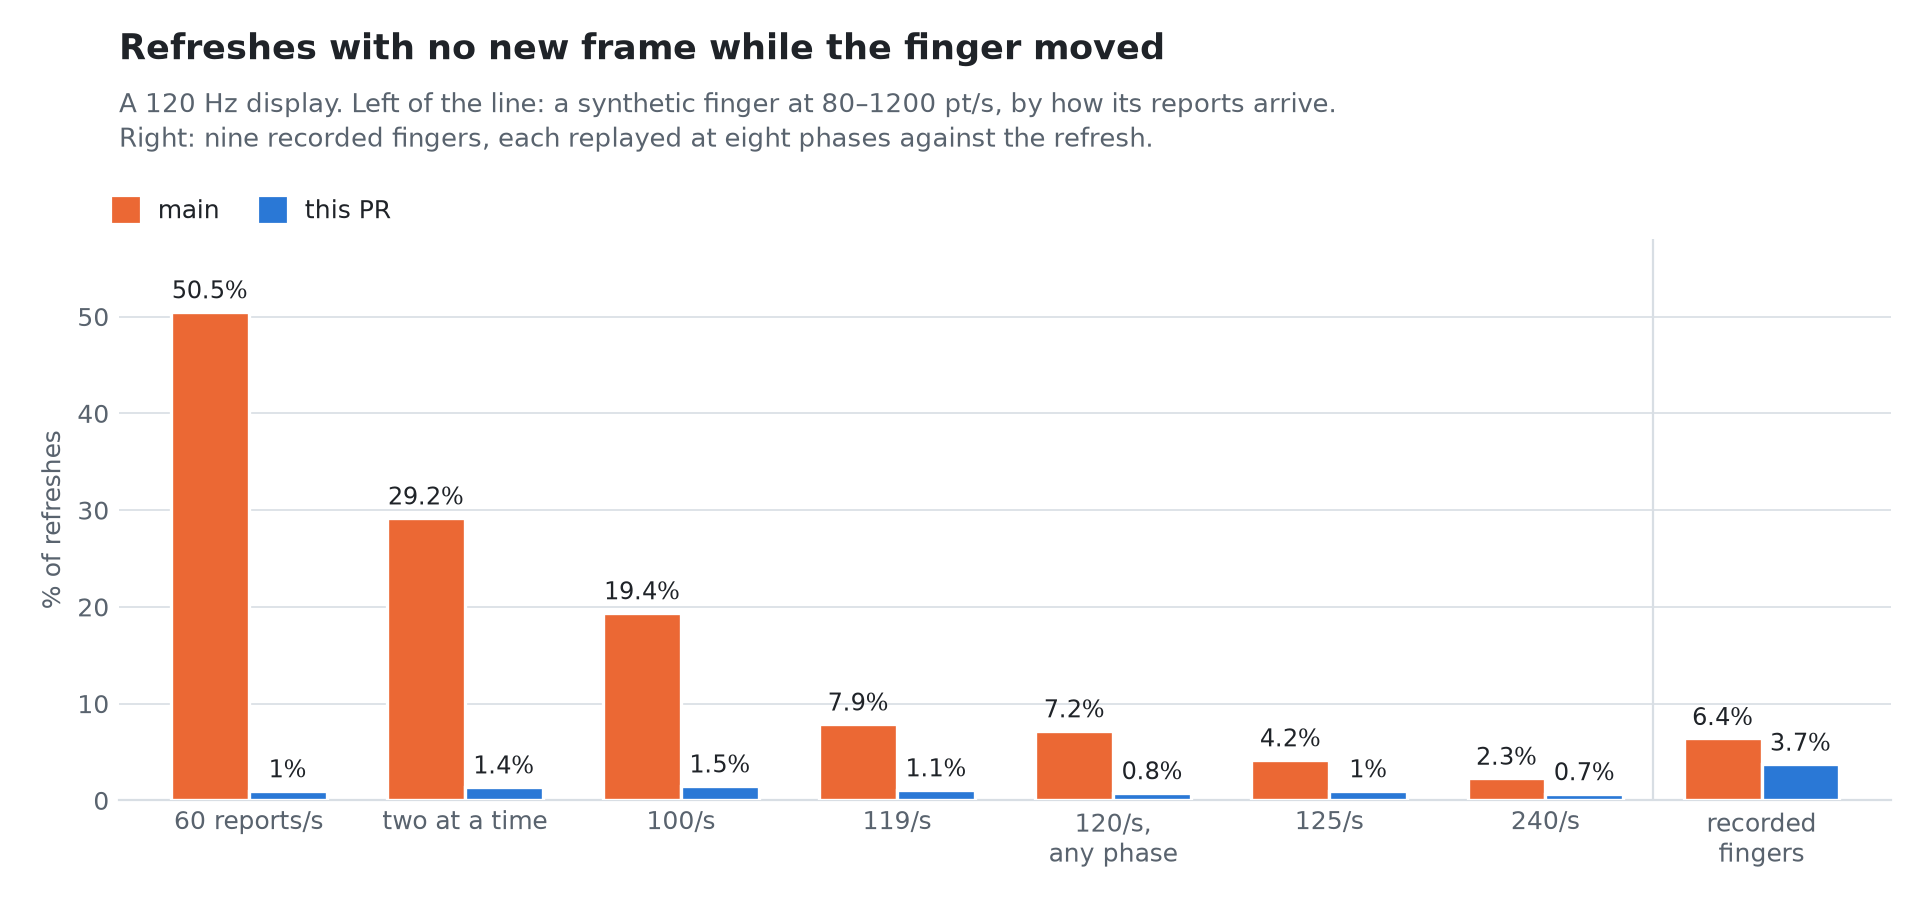 Refreshes with no new frame while the finger moved
A 120 Hz display. Left of the line: a synthetic finger at 80–1200 pt/s, by how its reports arrive.
Right: nine recorded fingers, each replayed at eight phases against the refresh.
main
this PR
% of refreshes
50
40
30
20
10
0
50.5%
1%
29.2%
1.4%
19.4%
1.5%
7.9%
1.1%
7.2%
0.8%
4.2%
1%
2.3%
0.7%
6.4%
3.7%
60 reports/s
two at a time
100/s
119/s
120/s,
any phase
125/s
240/s
recorded
fingers